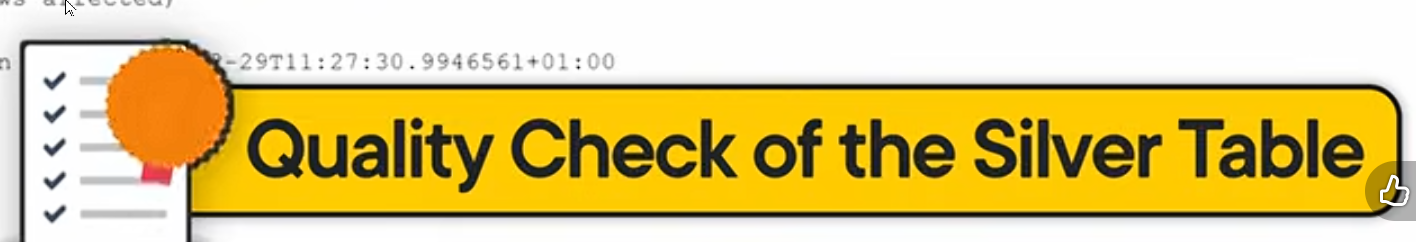 -29T11:27:30.9946561+01:00
Quality Check of the Silver Table